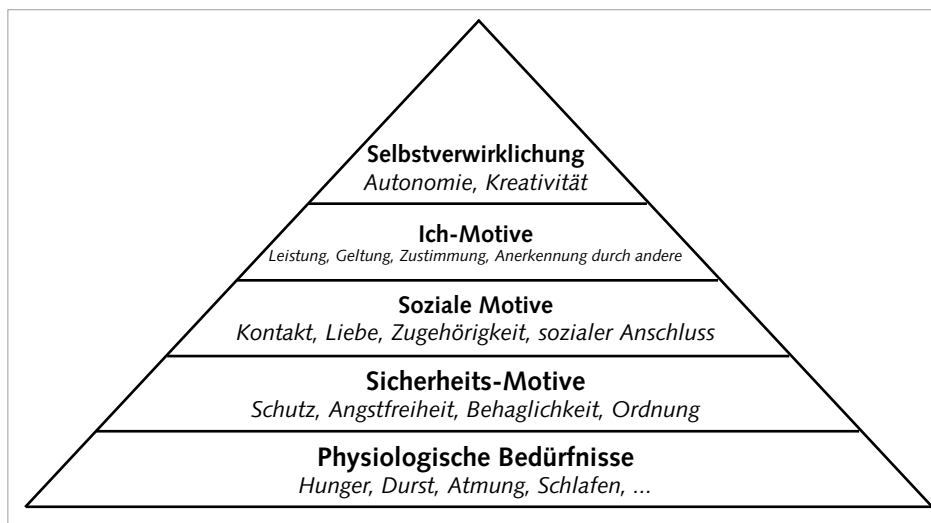 Selbstverwirklichung
Autonomie, Kreativität
Ich-Motive
Leistung, Geltung, Zustimmung, Anerkennung durch andere
Soziale Motive
Kontakt, Liebe, Zugehörigkeit, sozialer Anschluss
Sicherheits-Motive
Schutz, Angstfreiheit, Behaglichkeit, Ordnung
Physiologische Bedürfnisse
Hunger, Durst, Atmung, Schlafen, ...